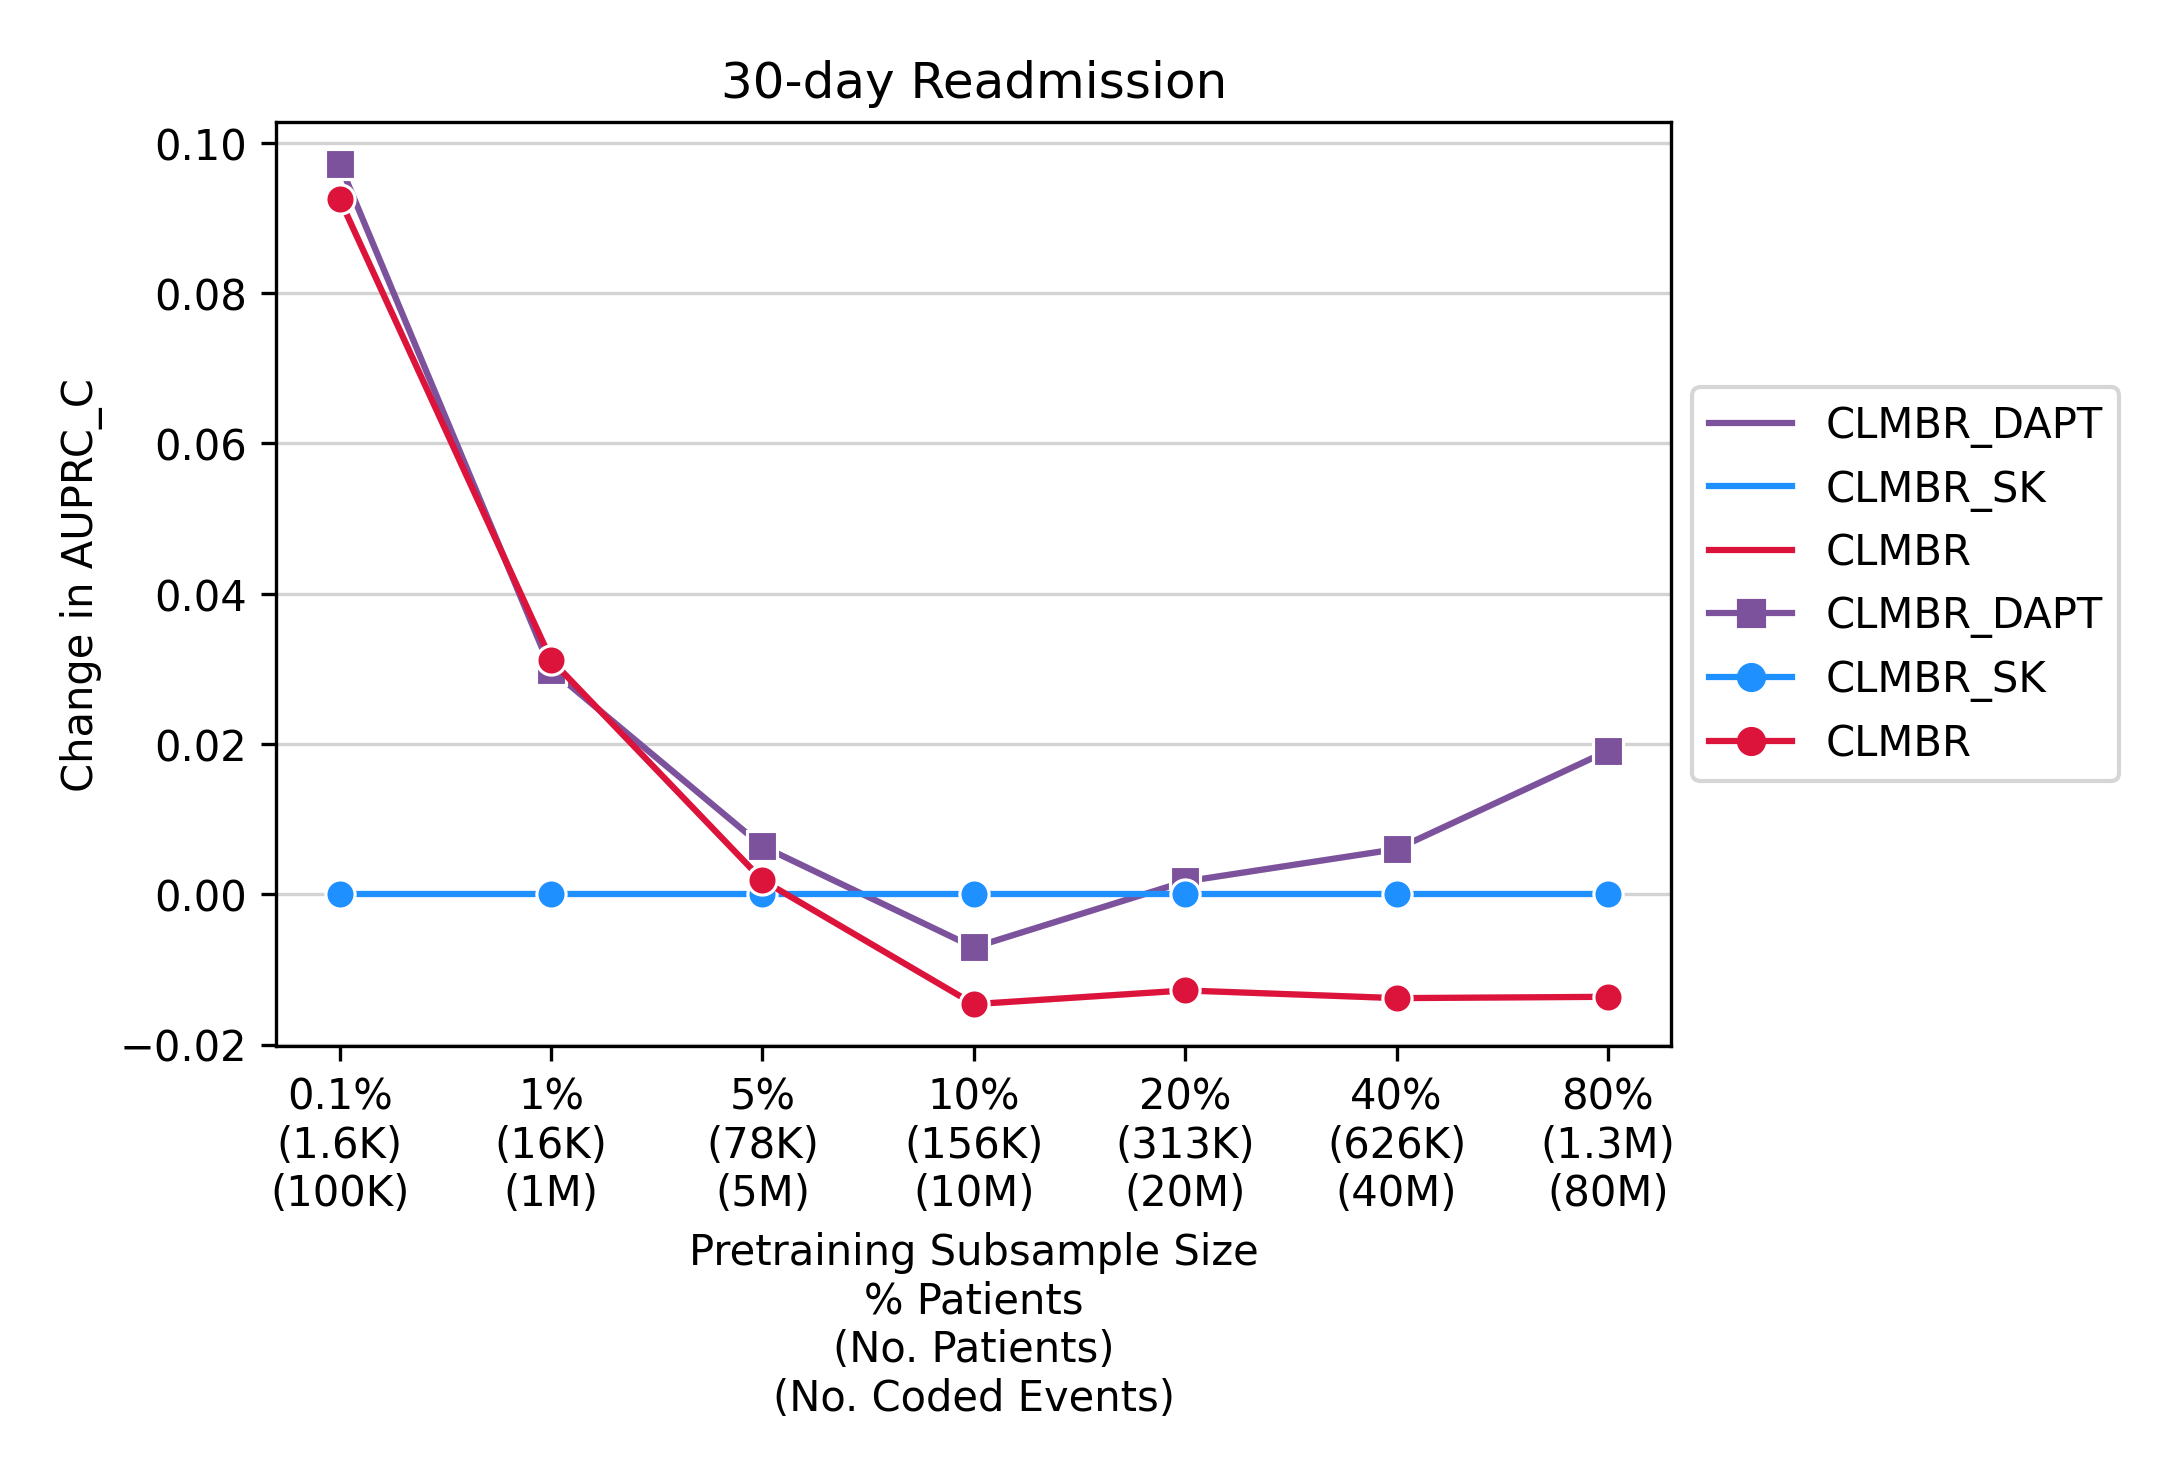 30-day Readmission
Change in AUPRC_C
0.10
0.08
0.06
0.04
0.02
0.00
−0.02
0.1% 1% 5% 10% 20% 40% 80%
(1.6K) (16K) (78K) (156K) (313K) (626K) (1.3M)
(100K) (1M) (5M) (10M) (20M) (40M) (80M)
Pretraining Subsample Size
% Patients
(No. Patients)
(No. Coded Events)
CLMBR_DAPT
CLMBR_SK
CLMBR
CLMBR_DAPT
CLMBR_SK
CLMBR